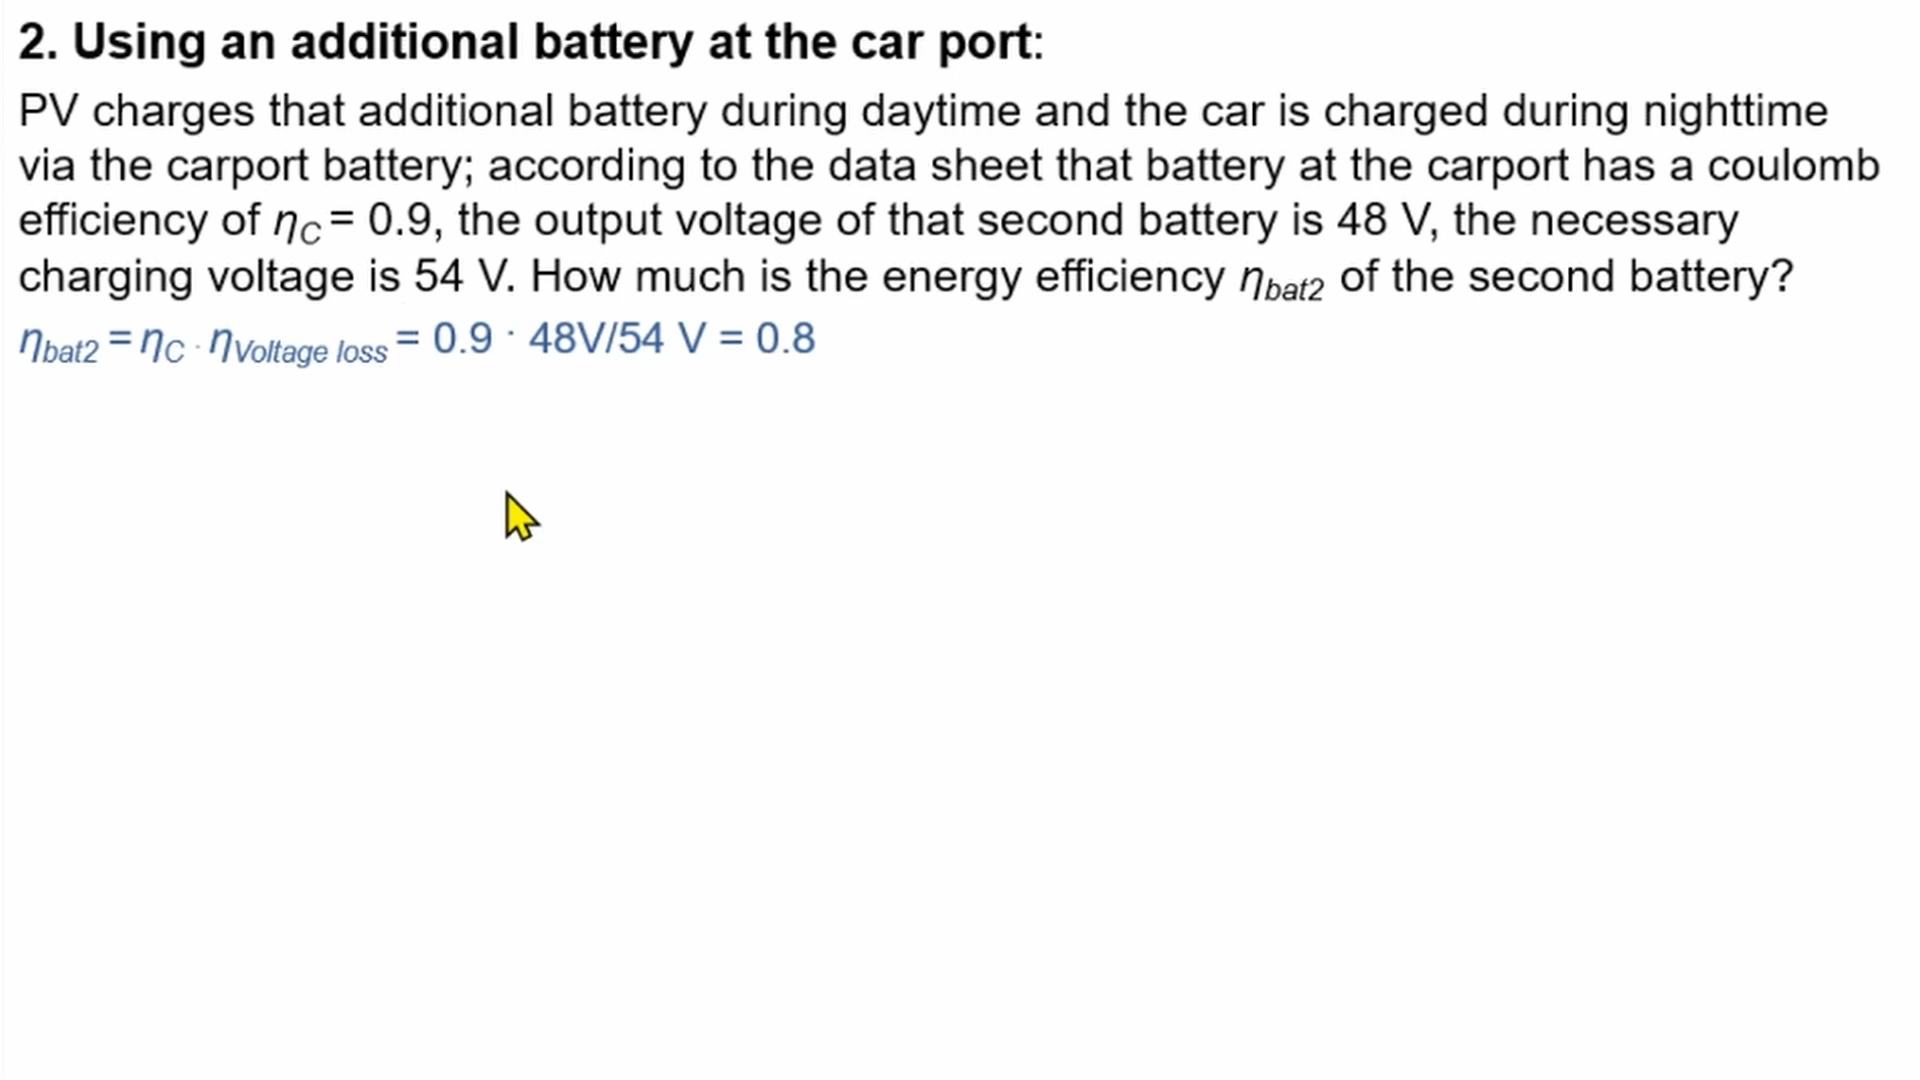 2. Using an additional battery at the car port:
PV charges that additional battery during daytime and the car is charged during nighttime
via the carport battery; according to the data sheet that battery at the carport has a coulomb
efficiency of ηC = 0.9, the output voltage of that second battery is 48 V, the necessary
charging voltage is 54 V. How much is the energy efficiency ηbat2 of the second battery?
ηbat2 = ηC · ηVoltage loss = 0.9 · 48V/54 V = 0.8